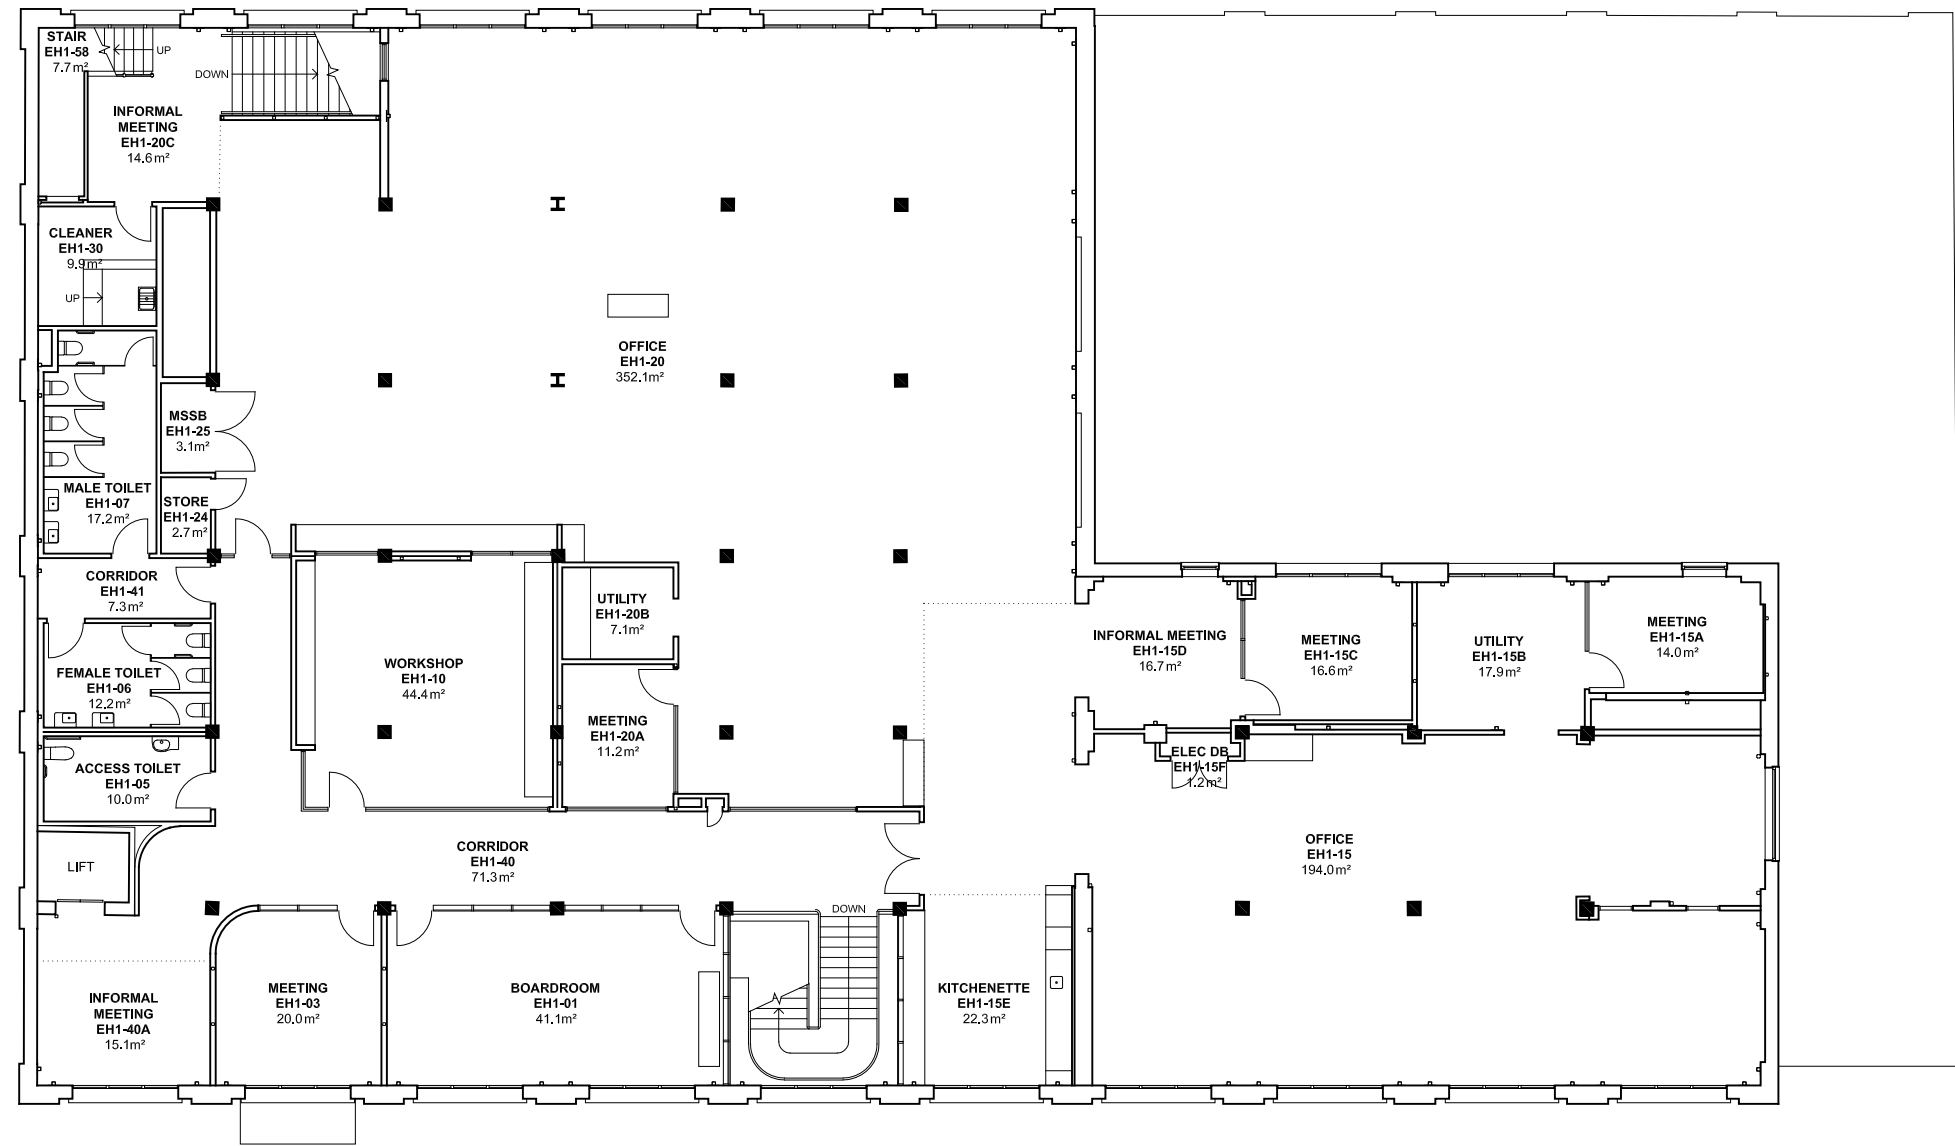 STAIR
EH1-58
7.7m²
UP
DOWN
INFORMAL
MEETING
EH1-20C
14.6m²
CLEANER
EH1-30
9.9m²
UP
OFFICE
EH1-20
352.1m²
MSSB
EH1-25
3.1m²
MALE TOILET
EH1-07
17.2m²
STORE
EH1-24
2.7m²
CORRIDOR
EH1-41
7.3m²
UTILITY
EH1-20B
7.1m²
WORKSHOP
EH1-10
44.4m²
FEMALE TOILET
EH1-06
12.2m²
INFORMAL MEETING
EH1-15D
16.7m²
MEETING
EH1-15C
16.6m²
UTILITY
EH1-15B
17.9m²
MEETING
EH1-15A
14.0m²
MEETING
EH1-20A
11.2m²
ACCESS TOILET
EH1-05
10.0m²
ELEC DB
EH1-15F
1.2m²
LIFT
CORRIDOR
EH1-40
71.3m²
OFFICE
EH1-15
194.0m²
DOWN
INFORMAL
MEETING
EH1-40A
15.1m²
MEETING
EH1-03
20.0m²
BOARDROOM
EH1-01
41.1m²
KITCHENETTE
EH1-15E
22.3m²